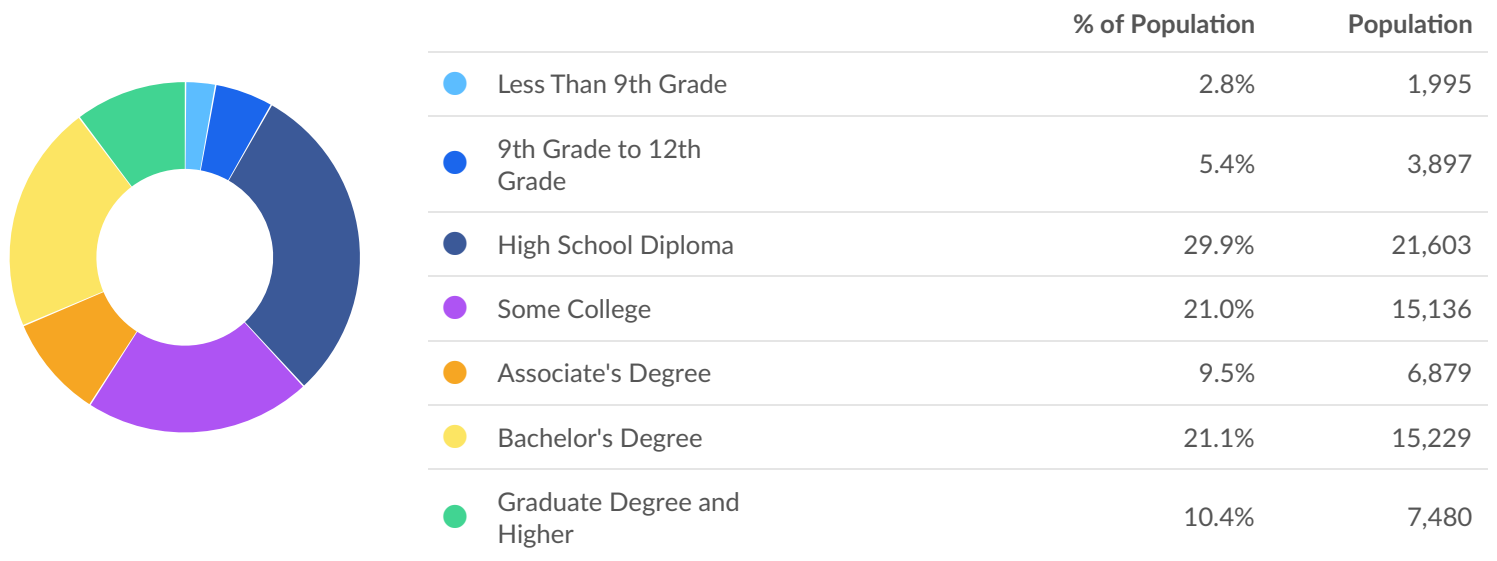 % of Population Population
Less Than 9th Grade 2.8% 1,995
9th Grade to 12th
Grade 5.4% 3,897
High School Diploma 29.9% 21,603
Some College 21.0% 15,136
Associate's Degree 9.5% 6,879
Bachelor's Degree 21.1% 15,229
Graduate Degree and
Higher 10.4% 7,480